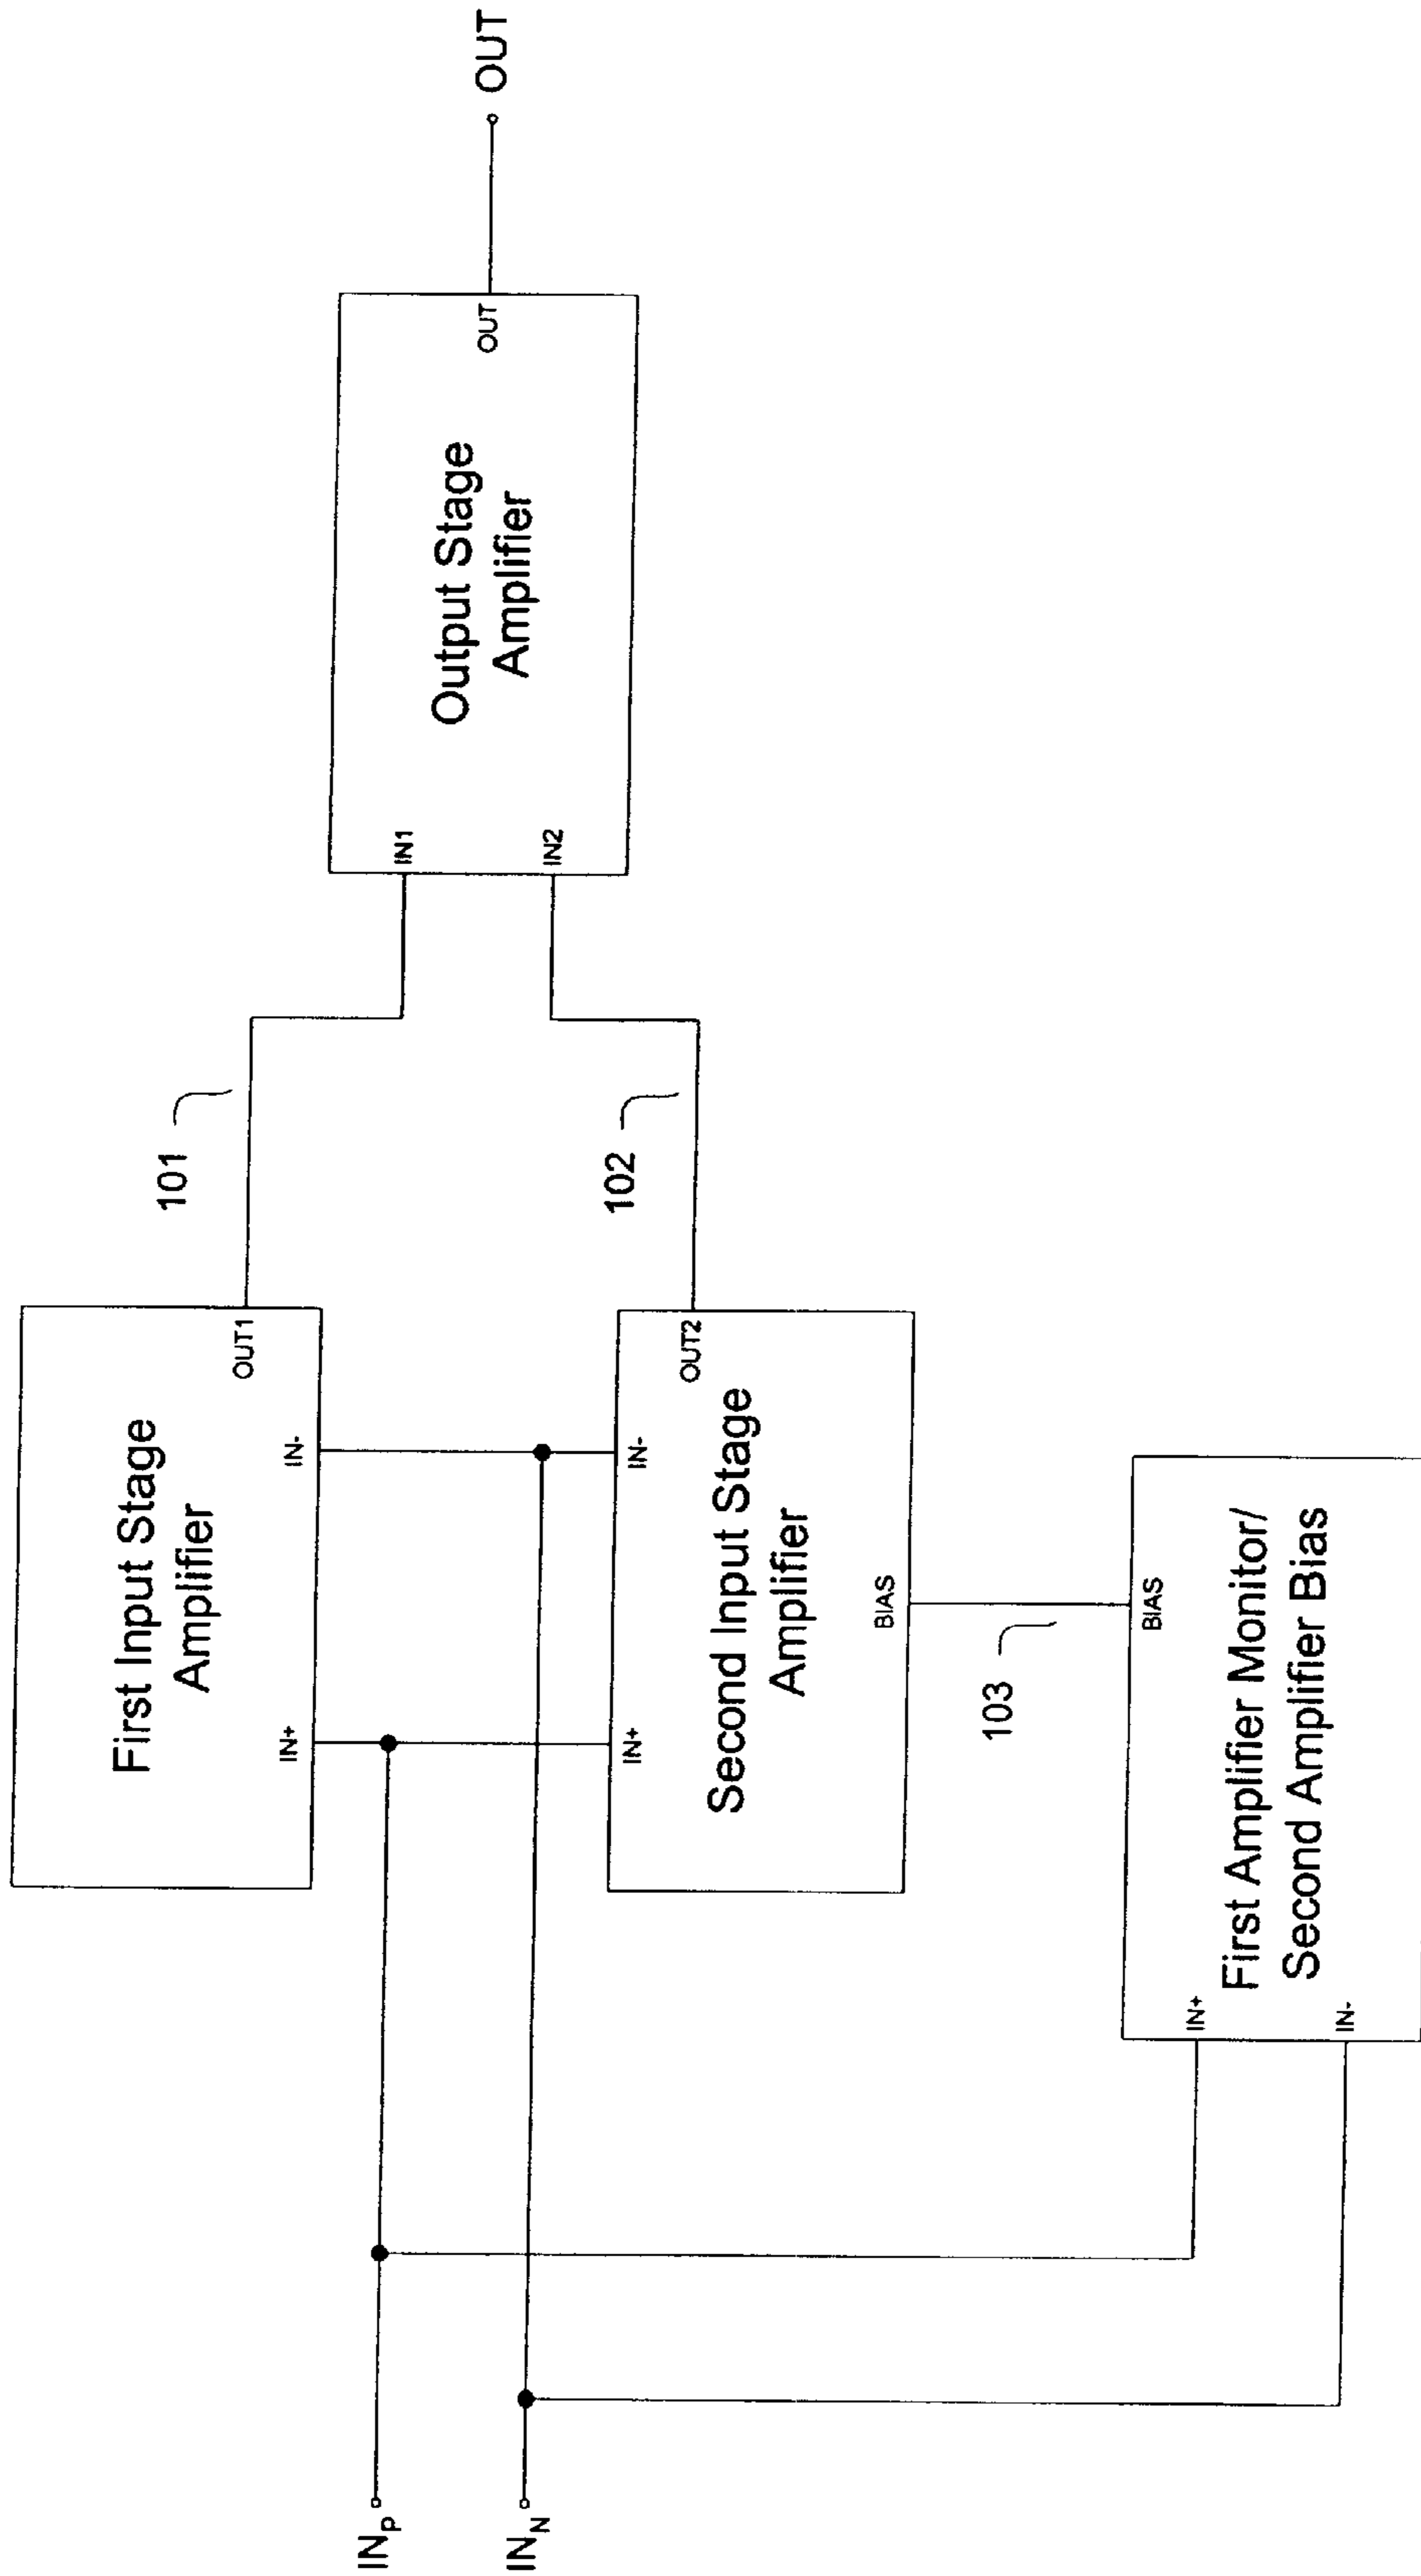 First Input Stage
Amplifier
IN+
IN-
OUT1
101
IN1
IN2
Output Stage
Amplifier
OUT
OUT
IN+
IN-
OUT2
Second Input Stage
Amplifier
BIAS
102
103
INP
INN
BIAS
First Amplifier Monitor/
Second Amplifier Bias
IN+
IN-